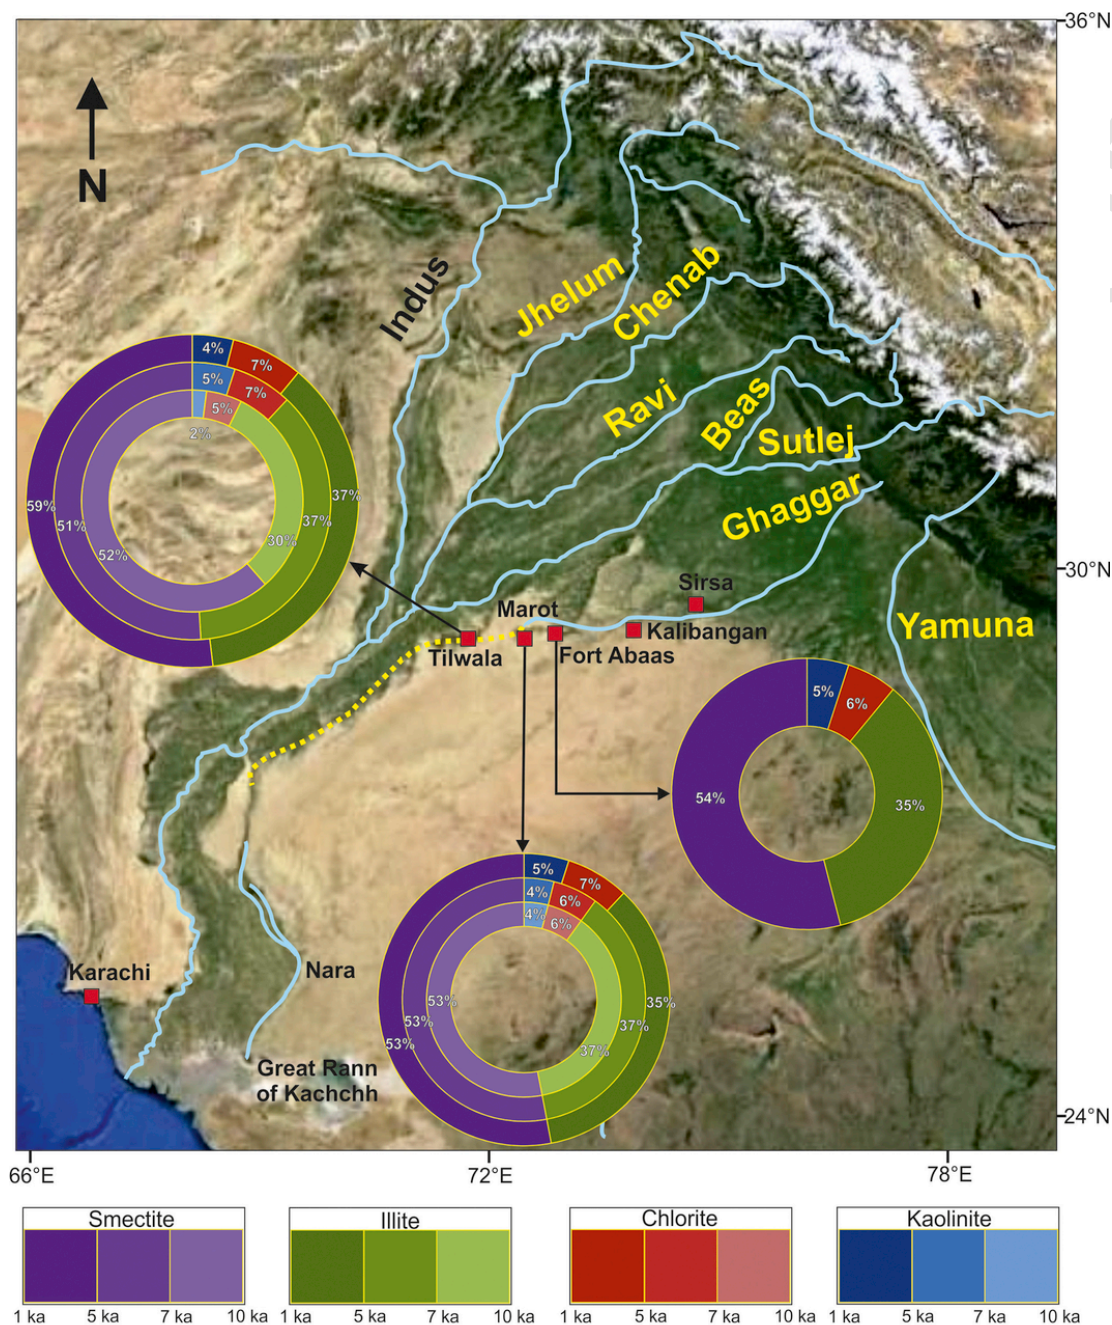 36°N
N
Indus
Jhelum
Chenab
Ravi
Beas
Sutlej
Ghaggar
4%
7%
5%
7%
5%
2%
59%
51%
52%
37%
37%
30%
30°N
Sirsa
Marot
Kalibangan
Yamuna
Tilwala
Fort Abaas
5%
6%
54%
35%
5%
7%
4%
6%
4%
6%
53%
53%
53%
35%
37%
37%
Karachi
Nara
Great Rann
of Kachchh
24°N
66°E
72°E
78°E
Smectite
1 ka
5 ka
7 ka
10 ka
Illite
1 ka
5 ka
7 ka
10 ka
Chlorite
1 ka
5 ka
7 ka
10 ka
Kaolinite
1 ka
5 ka
7 ka
10 ka